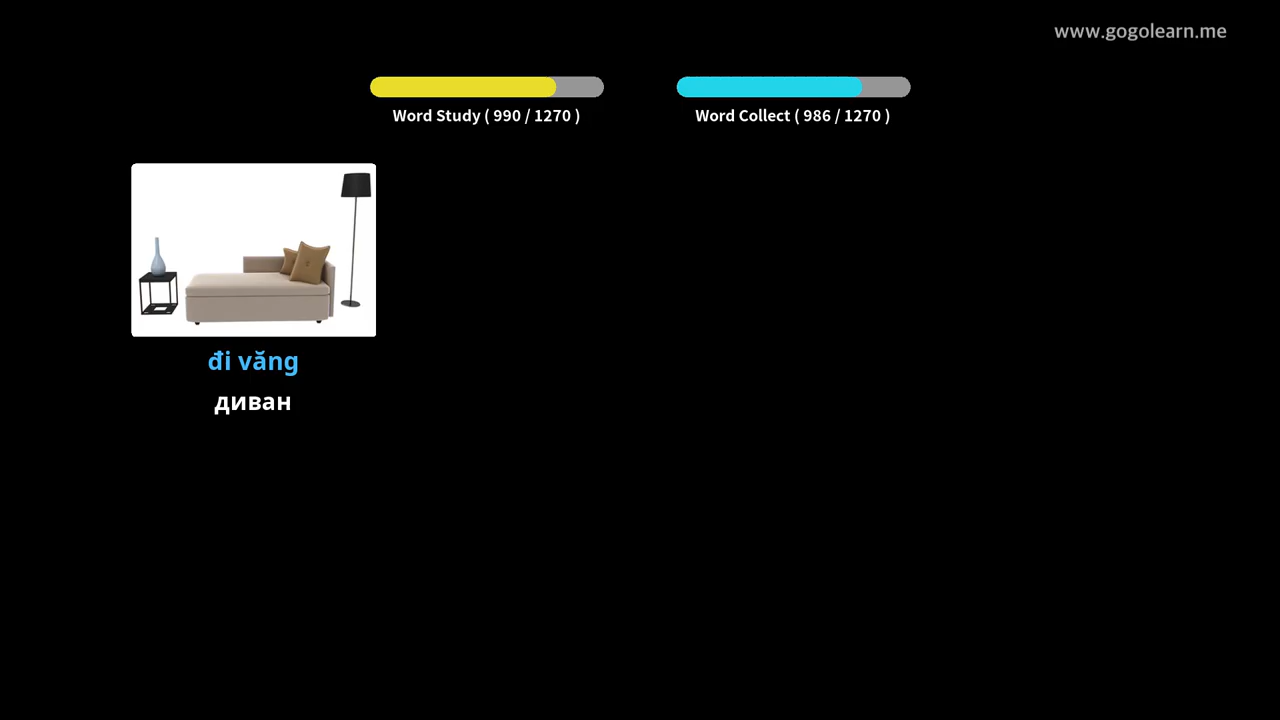 www.gogolearn.me
Word Study ( 990 / 1270 )
Word Collect ( 986 / 1270 )
đi văng
диван